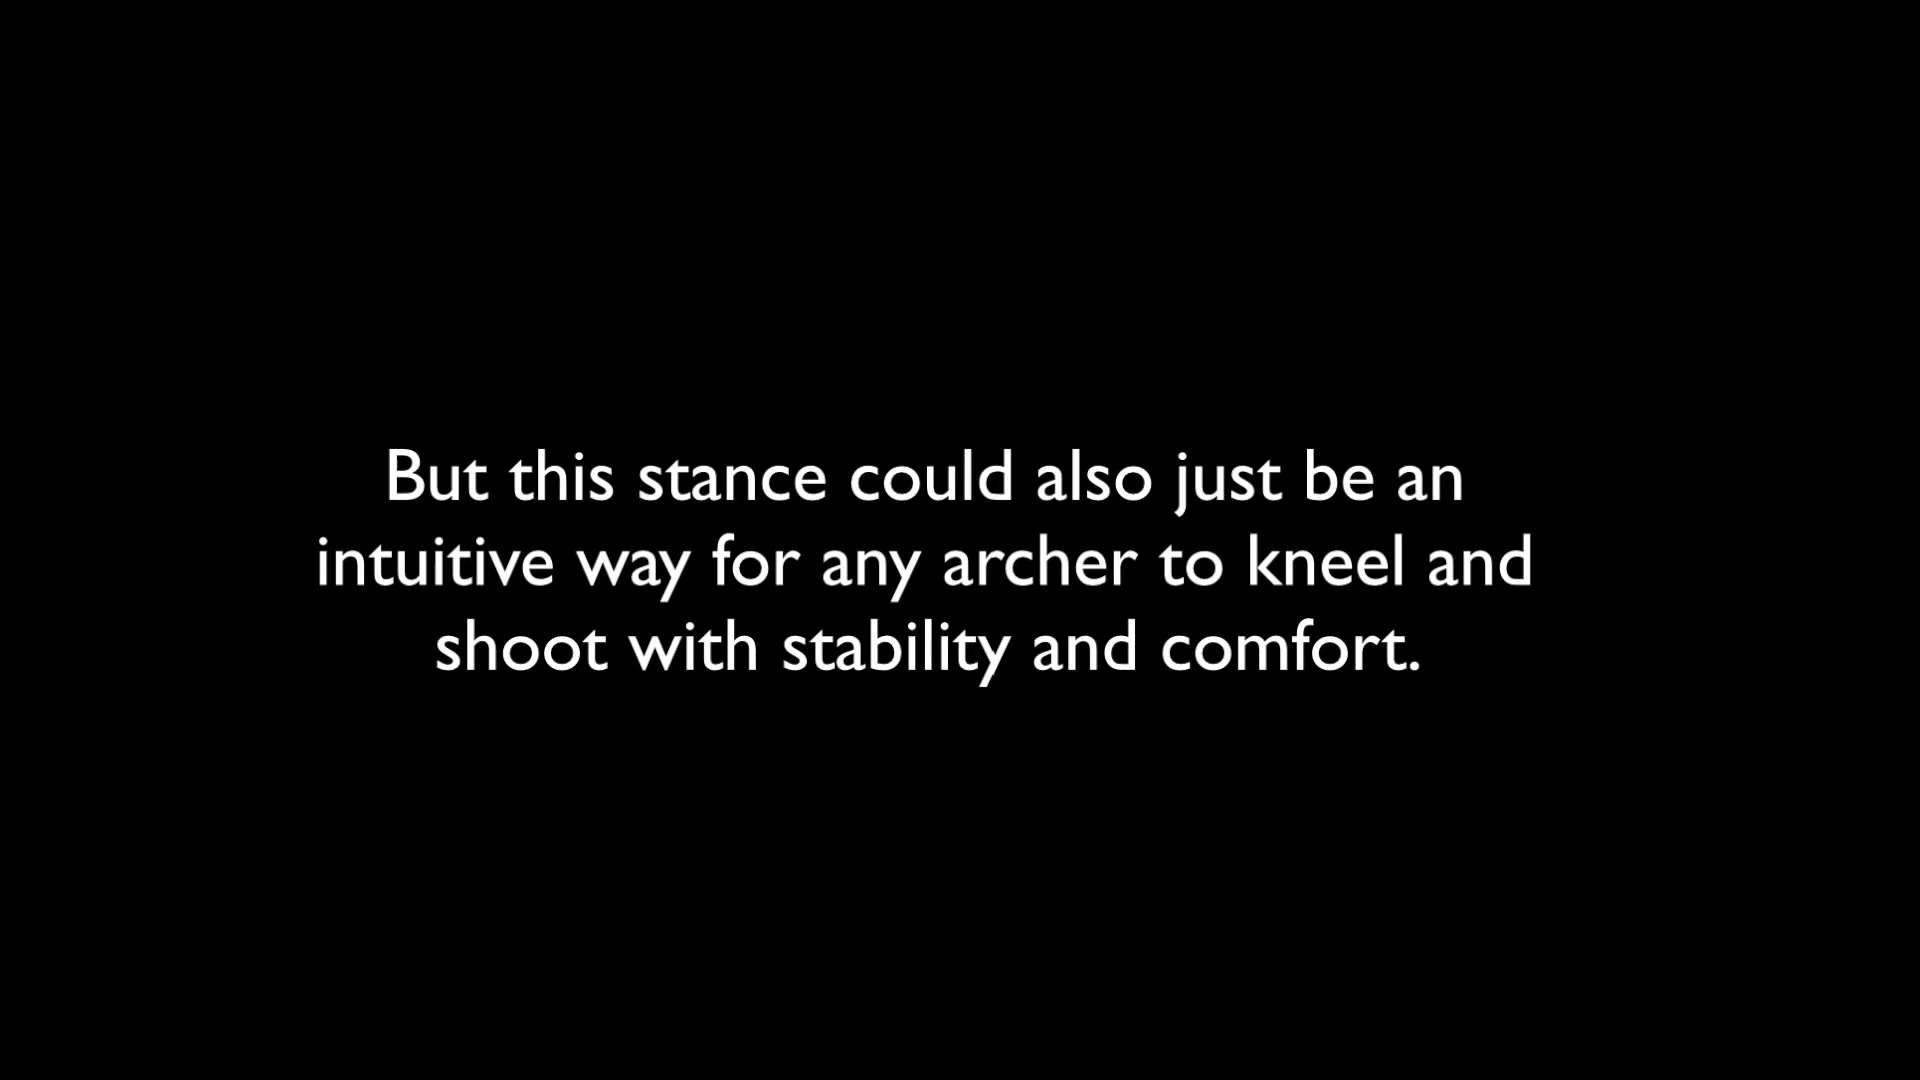 But this stance could also just be an
intuitive way for any archer to kneel and
shoot with stability and comfort.